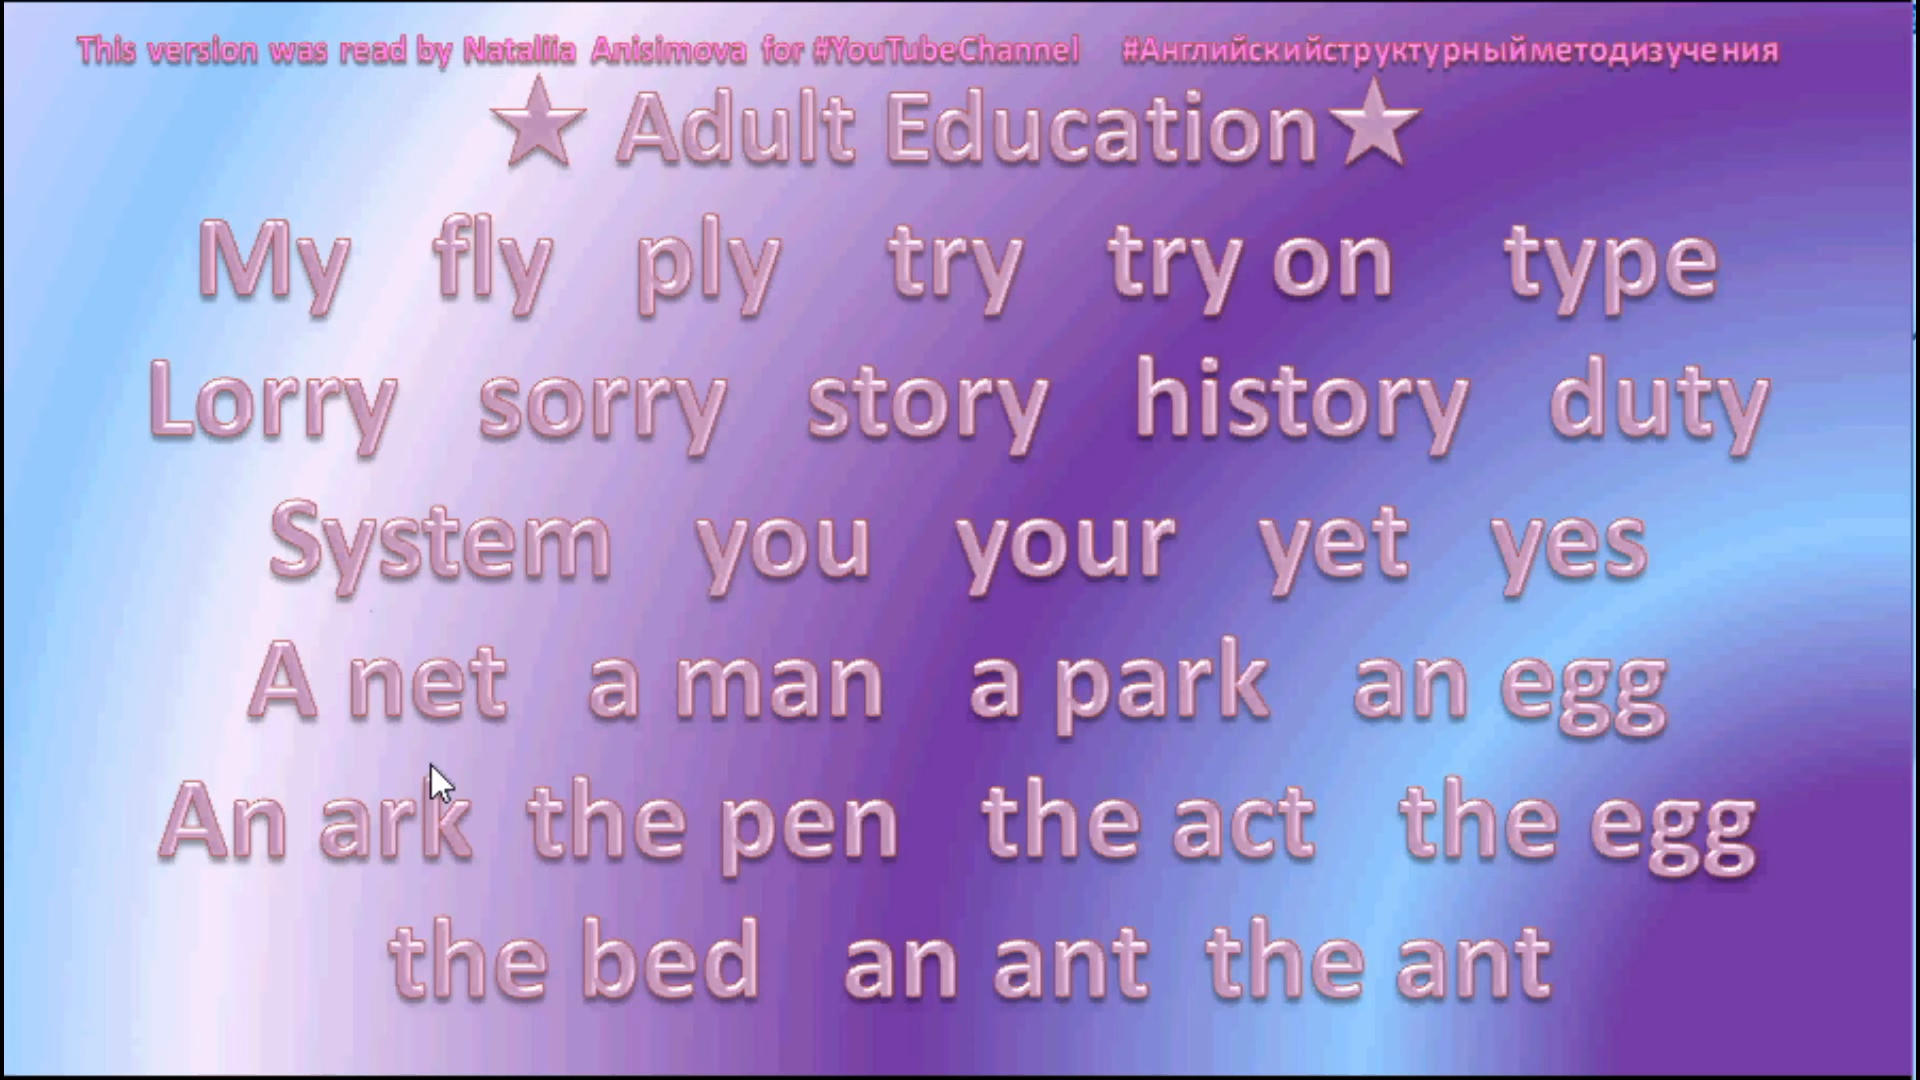 This version was read by Nataliia Anisimova for #YouTubeChannel #Английскийструктурныйметодизучения
★ Adult Education★
My fly ply try try on type
Lorry sorry story history duty
System you your yet yes
A net a man a park an egg
An ark the pen the act the egg
the bed an ant the ant